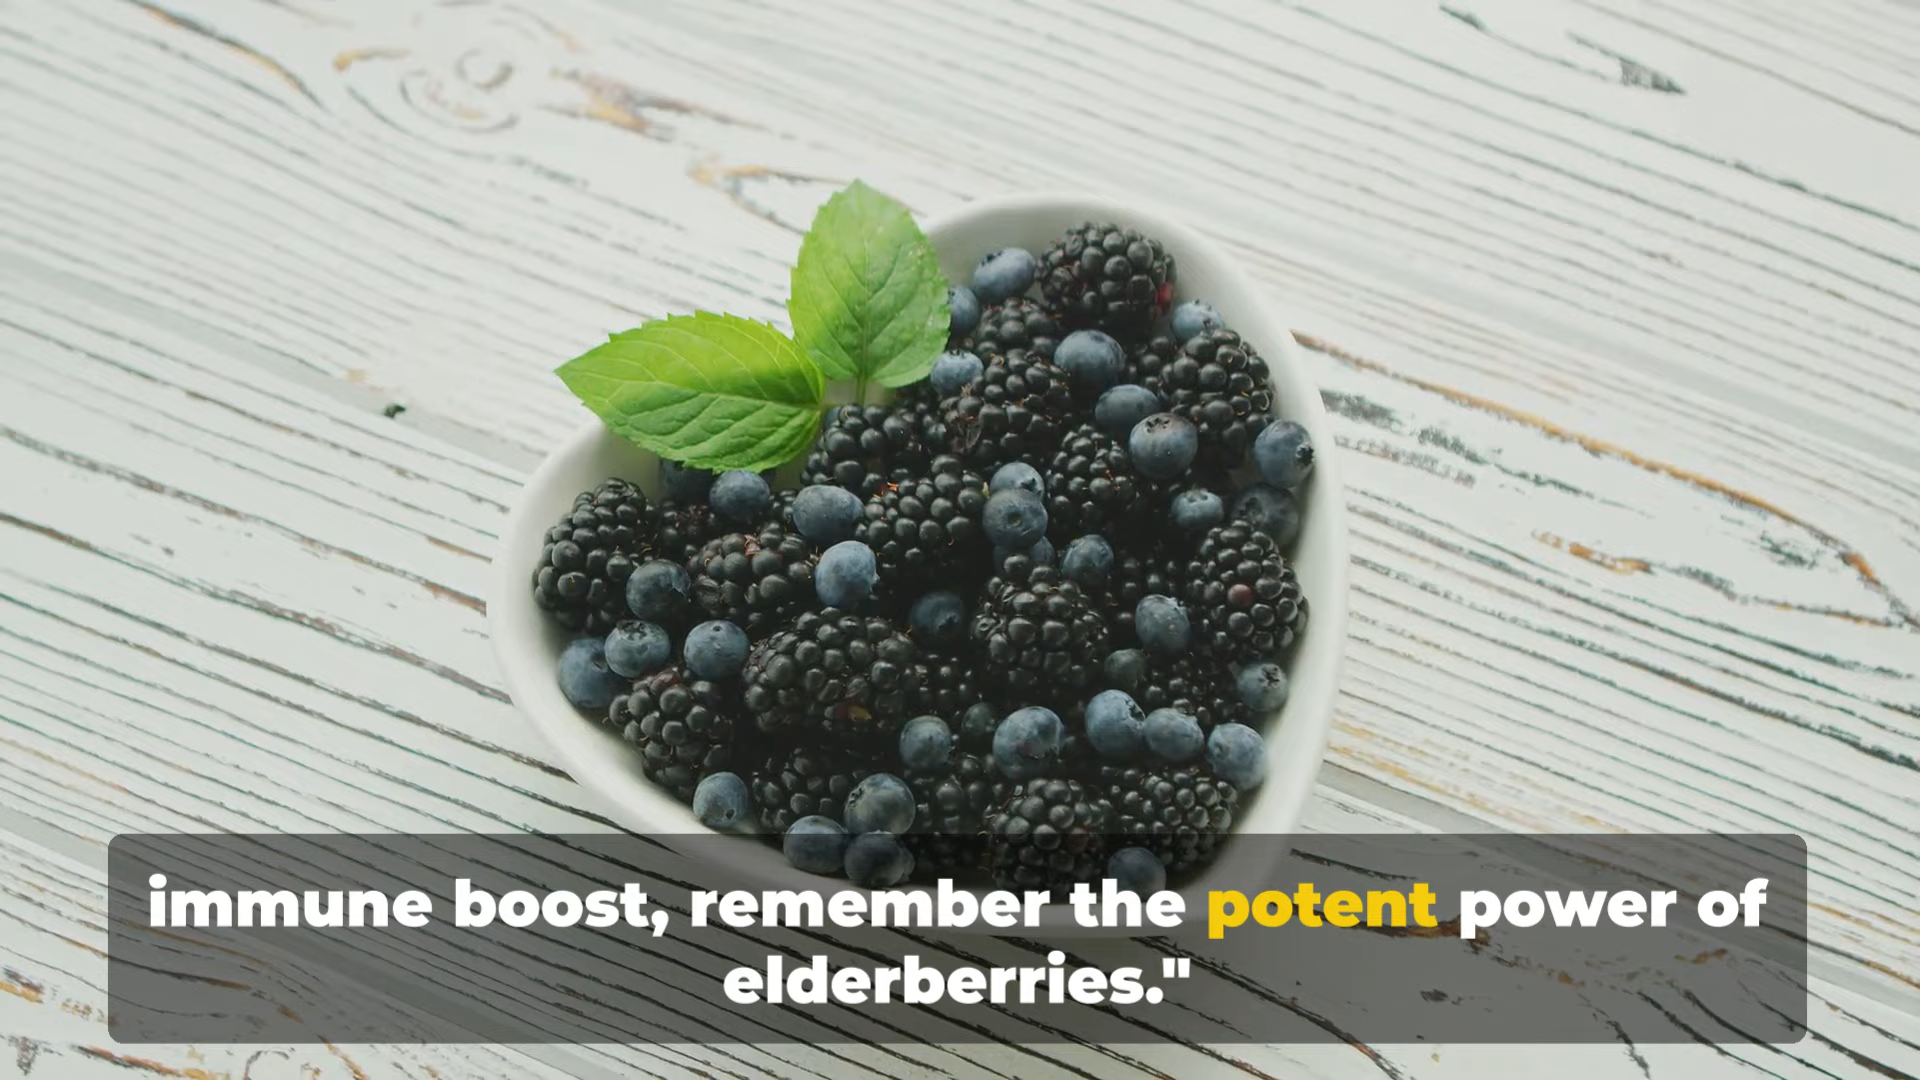 immune boost, remember the potent power of
elderberries."